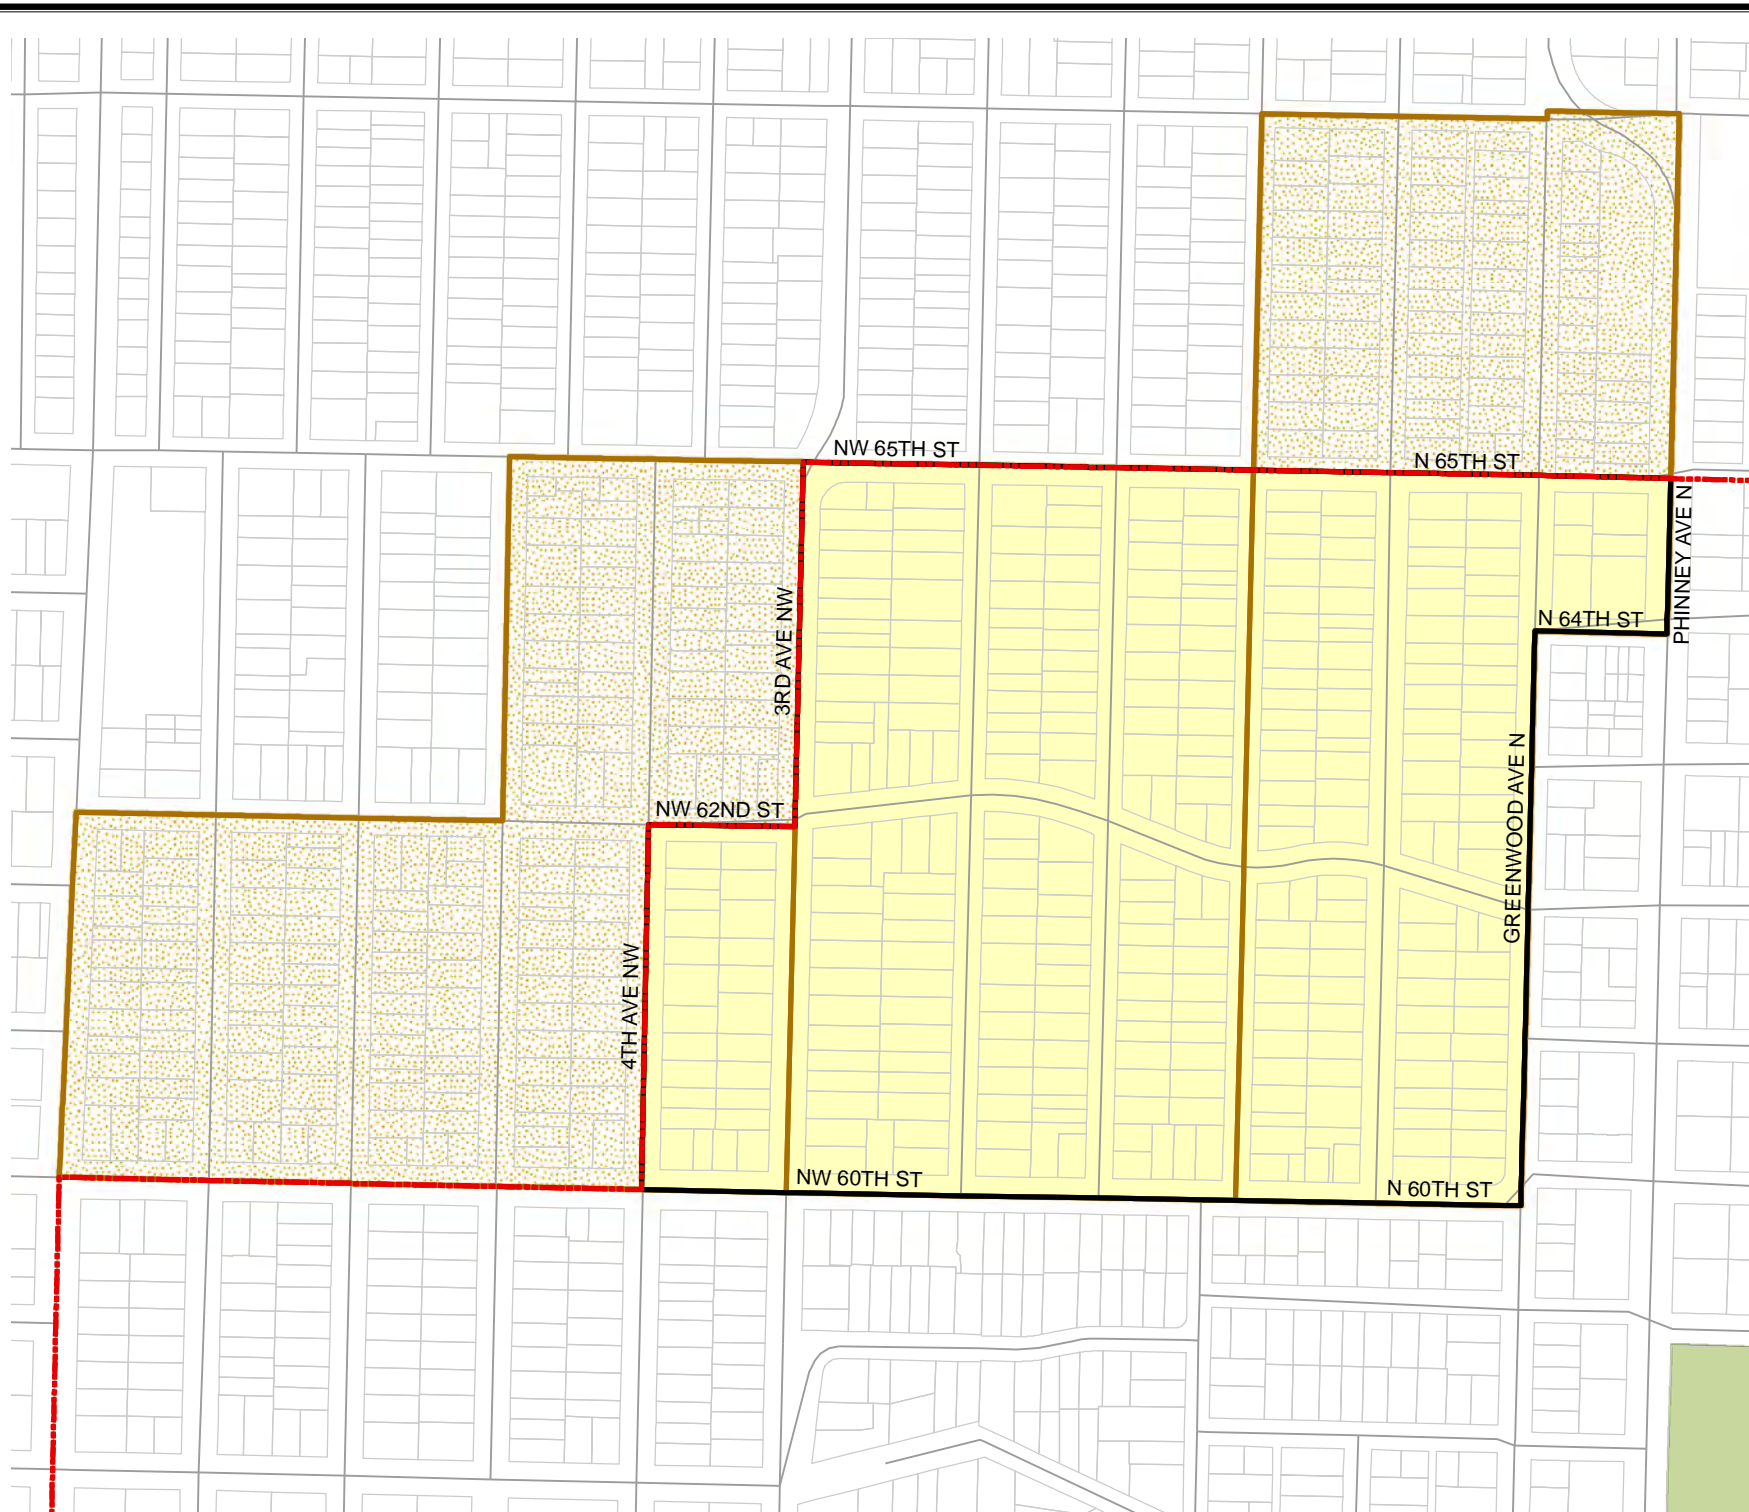 NW 65TH ST
N 65TH ST
PHINNEY AVE N
3RD AVE NW
N 64TH ST
NW 62ND ST
GREENWOOD AVE N
4TH AVE NW
NW 60TH ST
N 60TH ST